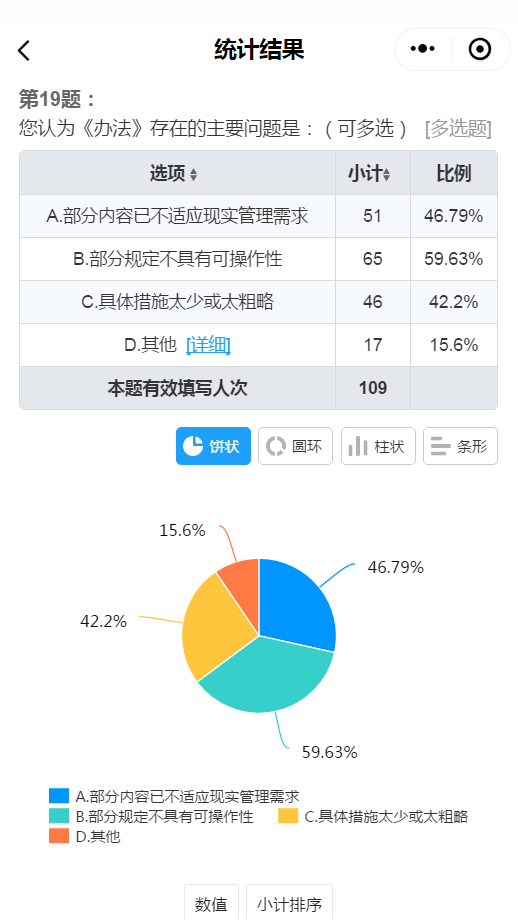 统计结果
第19题：
您认为《办法》存在的主要问题是：（可多选） [多选题]
选项 小计 比例
A.部分内容已不适应现实管理需求 51 46.79%
B.部分规定不具有可操作性 65 59.63%
C.具体措施太少或太粗略 46 42.2%
D.其他 [详细] 17 15.6%
本题有效填写人次 109
饼状 圆环 柱状 条形
15.6%
46.79%
42.2%
59.63%
A.部分内容已不适应现实管理需求
B.部分规定不具有可操作性 C.具体措施太少或太粗略
D.其他
数值 小计排序